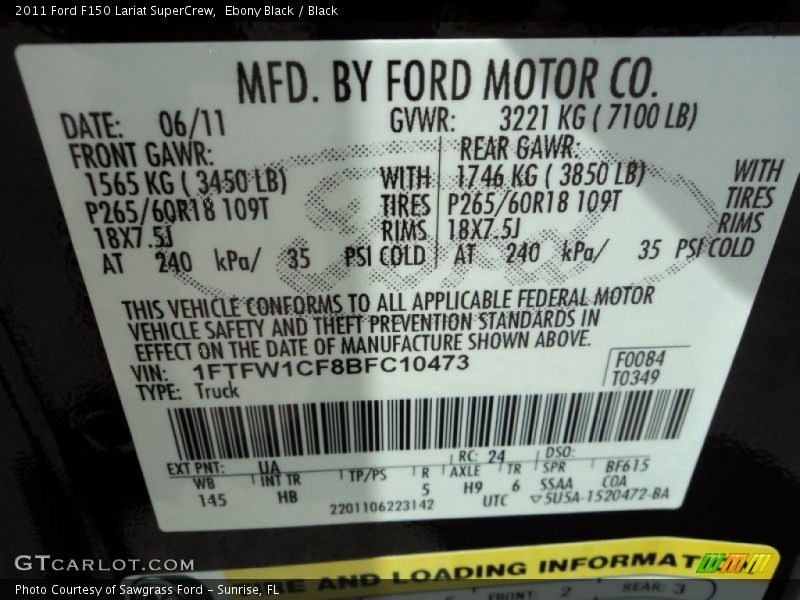 2011 Ford F150 Lariat SuperCrew, Ebony Black / Black
MFD. BY FORD MOTOR CO.
DATE: 06/11 GVWR: 3221 KG ( 7100 LB)
FRONT GAWR: REAR GAWR:
1565 KG ( 3450 LB) WITH 1746 KG ( 3850 LB) WITH
P265/60R18 109T TIRES P265/60R18 109T TIRES
18X7.5J RIMS 18X7.5J RIMS
AT 240 kPa/ 35 PSI COLD AT 240 kPa/ 35 PSI COLD
THIS VEHICLE CONFORMS TO ALL APPLICABLE FEDERAL MOTOR
VEHICLE SAFETY AND THEFT PREVENTION STANDARDS IN
EFFECT ON THE DATE OF MANUFACTURE SHOWN ABOVE.
VIN: 1FTFW1CF8BFC10473 F0084
TYPE: Truck T0349
EXT PNT: UA RC: 24 DSO:
WB INT TR TP/PS R AXLE TR SPR BF615
145 HB 5 H9 6 SSAA COA
2201106223142 UTC 5U5A-1520472-BA
AND LOADING INFORMAT
FRONT: 2 REAR: 3
GTCARLOT.COM
Photo Courtesy of Sawgrass Ford - Sunrise, FL